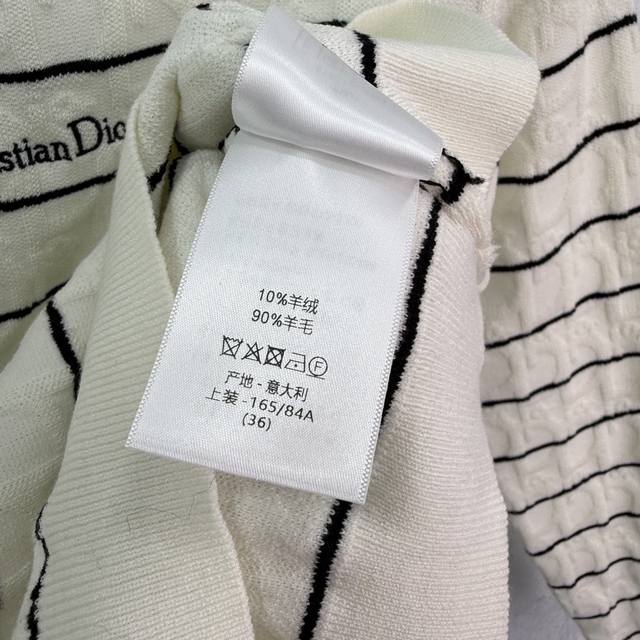 stian Dio
10%羊绒
90%羊毛
产地 - 意大利
上装 - 165/84A
(36)